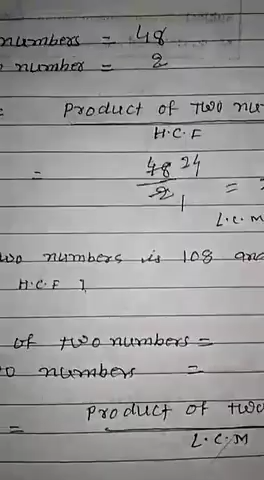 numbers = 48
number = 2
= Product of two nu
H.C.F
= 48 24
2 1 =
L.C.M
two numbers is 108 and
H.C.F ?
of two numbers =
numbers =
= Product of two
L.C.M